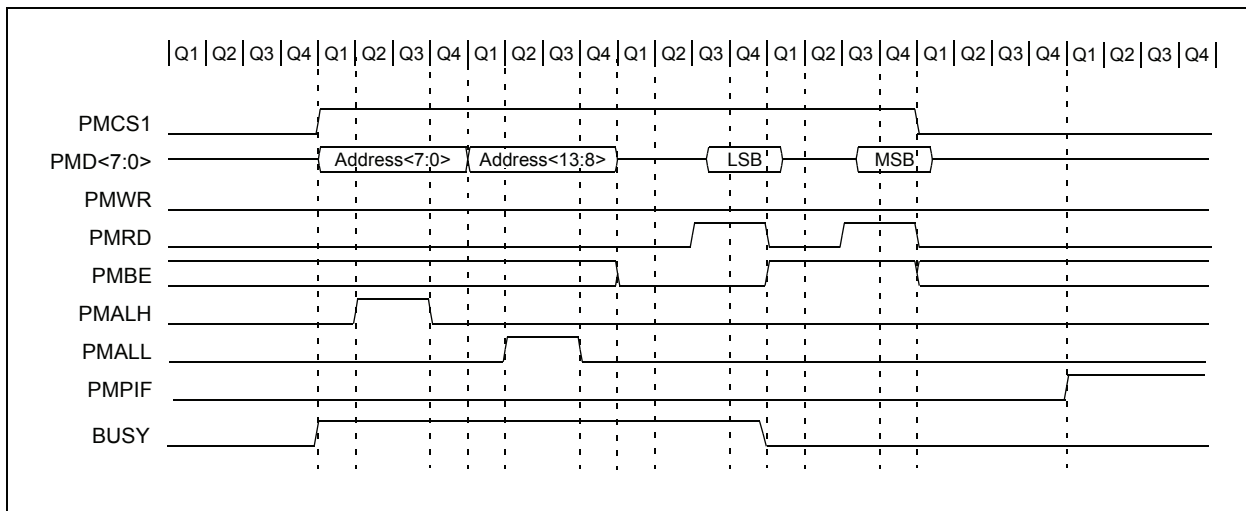 Q1 Q2 Q3 Q4 Q1 Q2 Q3 Q4 Q1 Q2 Q3 Q4 Q1 Q2 Q3 Q4 Q1 Q2 Q3 Q4 Q1 Q2 Q3 Q4 Q1 Q2 Q3 Q4
PMCS1
PMD<7:0> Address<7:0> Address<13:8> LSB MSB
PMWR
PMRD
PMBE
PMALH
PMALL
PMPIF
BUSY